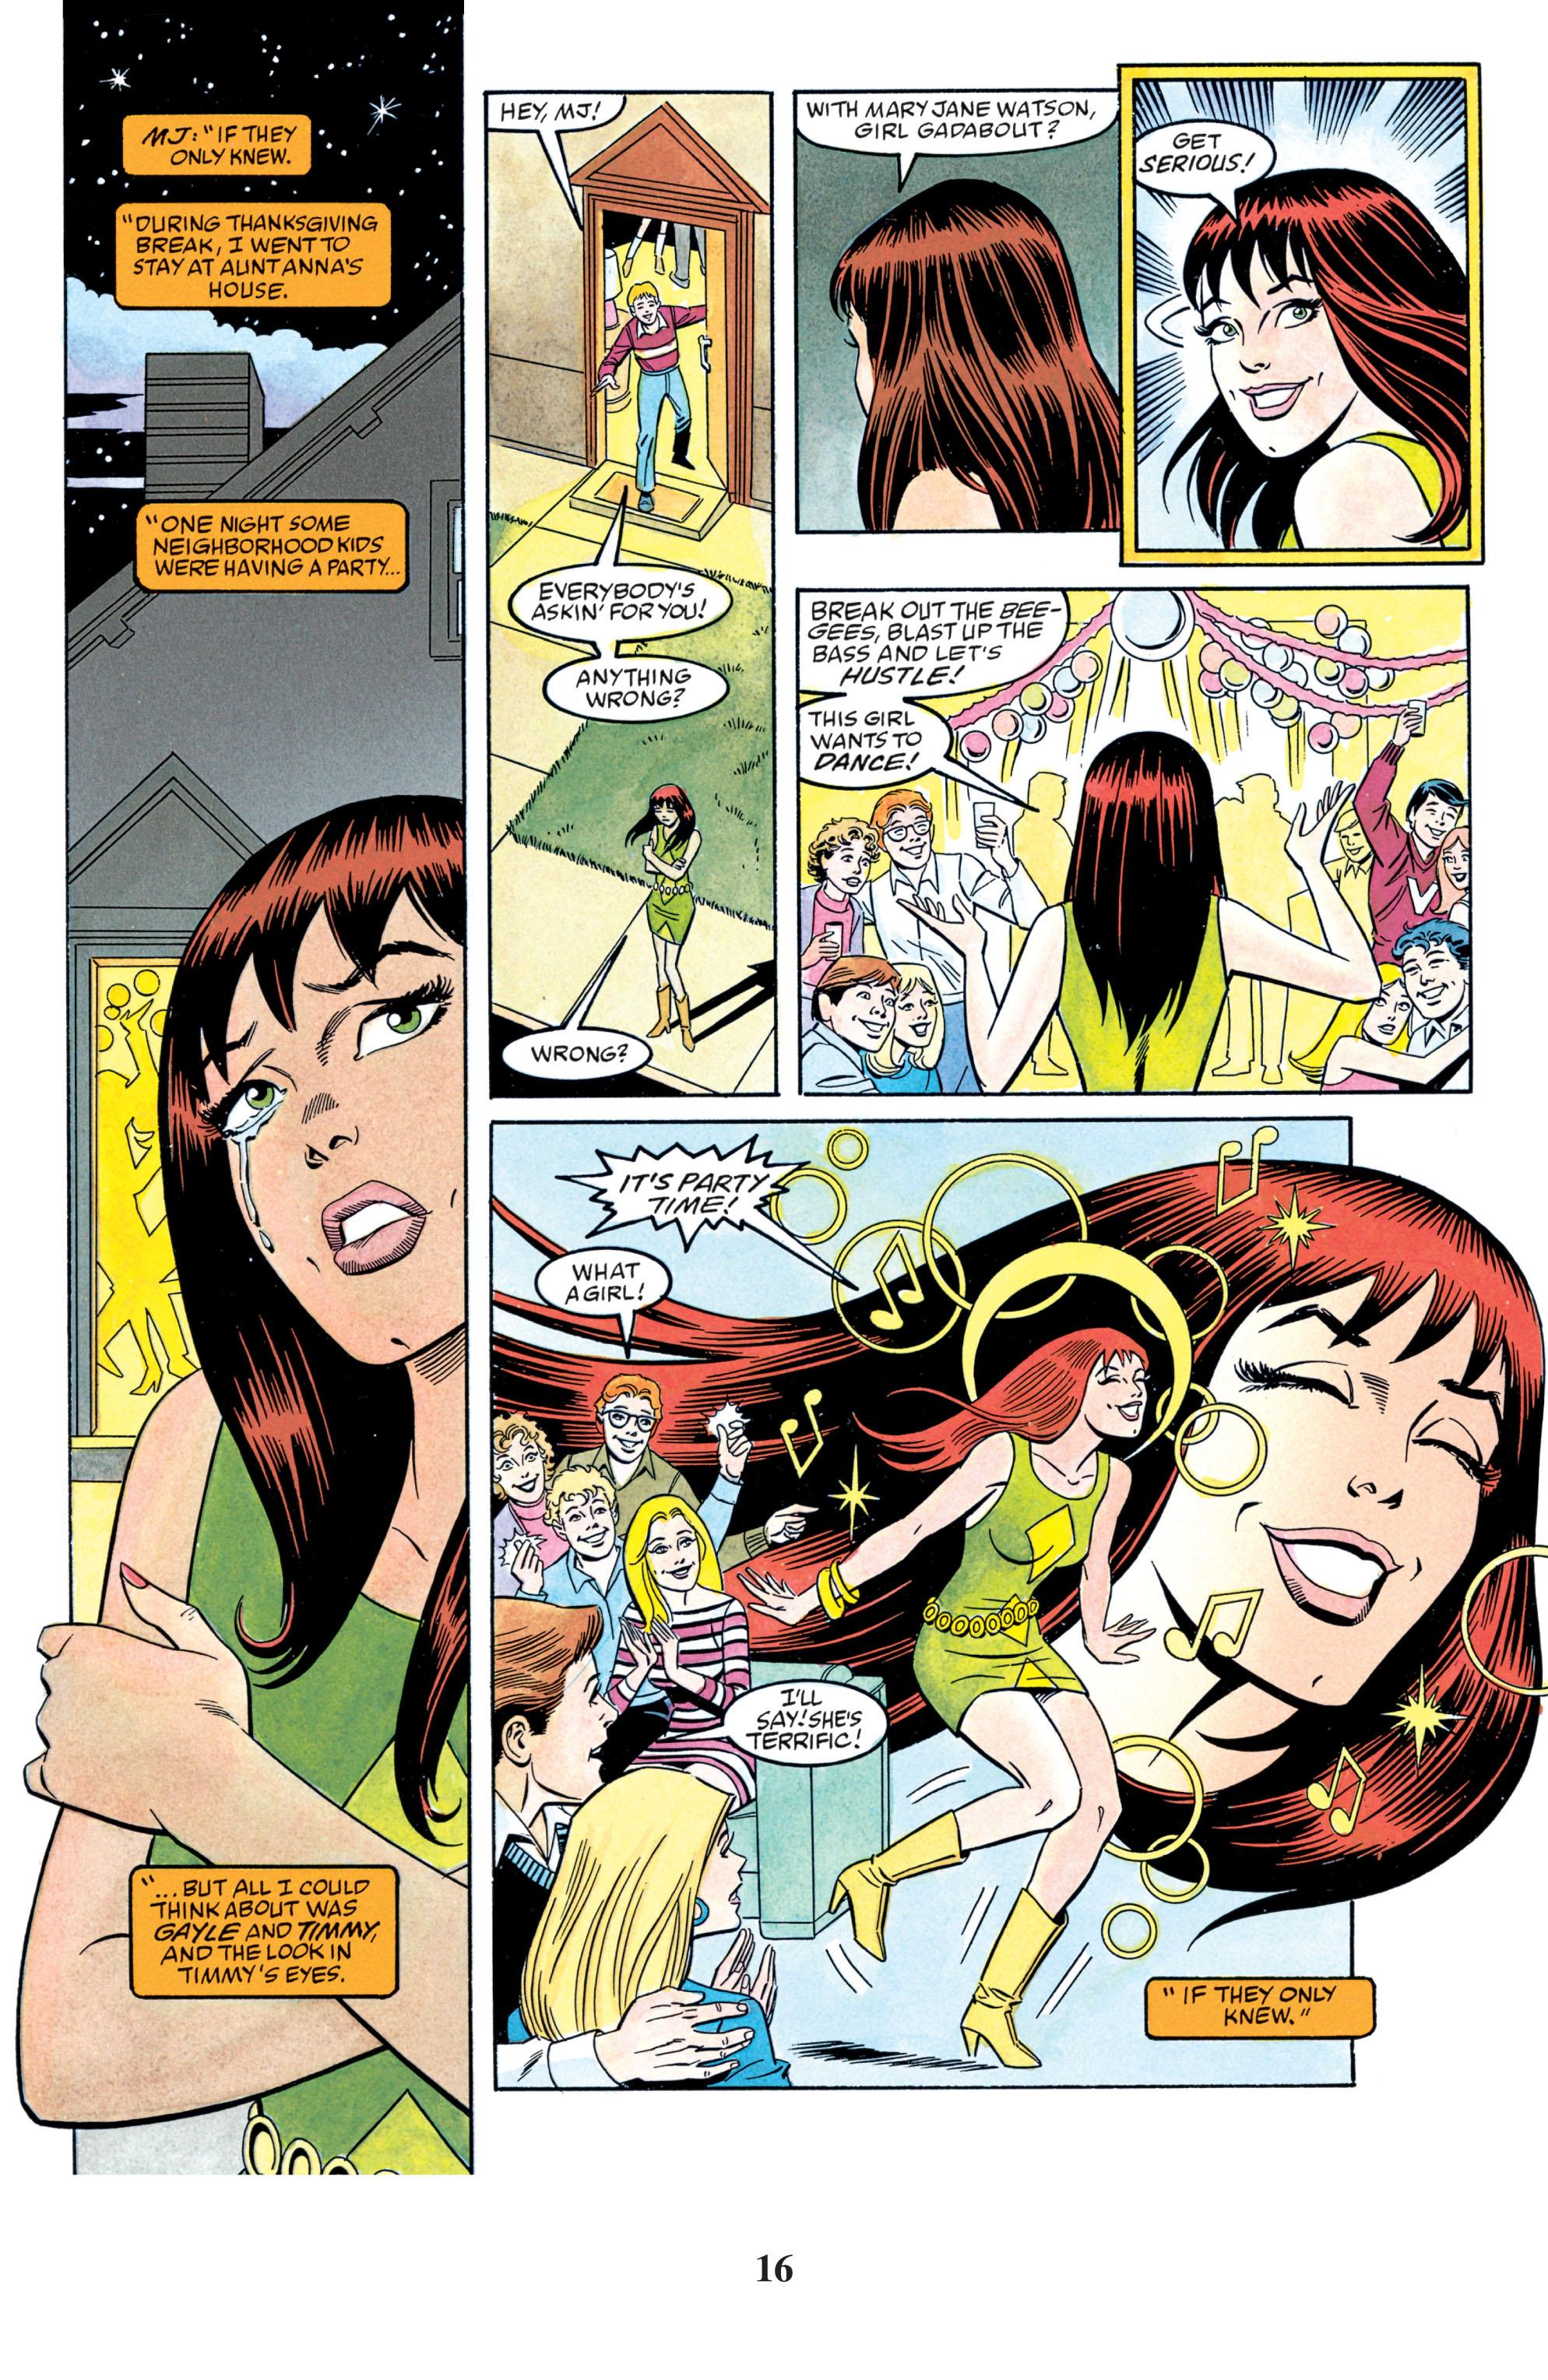 MJ: "IF THEY
ONLY KNEW.
"DURING THANKSGIVING
BREAK, I WENT TO
STAY AT AUNT ANNA'S
HOUSE.
"ONE NIGHT SOME
NEIGHBORHOOD KIDS
WERE HAVING A PARTY...
"...BUT ALL I COULD
THINK ABOUT WAS
GAYLE AND TIMMY,
AND THE LOOK IN
TIMMY'S EYES.
HEY, MJ!
EVERYBODY'S
ASKIN' FOR YOU!
ANYTHING
WRONG?
WRONG?
WITH MARY JANE WATSON,
GIRL GADABOUT?
GET
SERIOUS!
BREAK OUT THE BEE-
GEES, BLAST UP THE
BASS AND LET'S
HUSTLE!
THIS GIRL
WANTS TO
DANCE!
V
IT'S PARTY
TIME!
WHAT
A GIRL!
I'LL
SAY! SHE'S
TERRIFIC!
"IF THEY ONLY
KNEW."
16